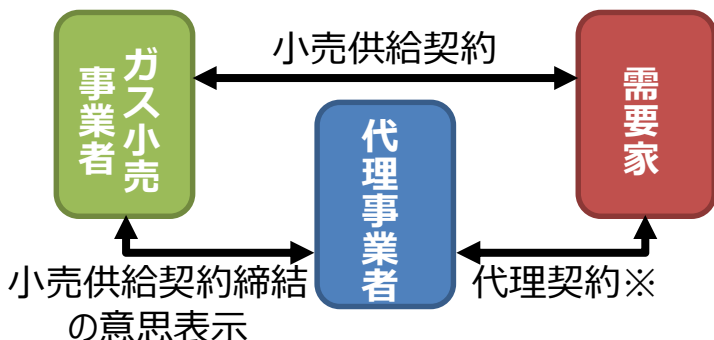 小売供給契約
ガス小売
事業者
代理事業者
需要家
小売供給契約締結
の意思表示
代理契約※